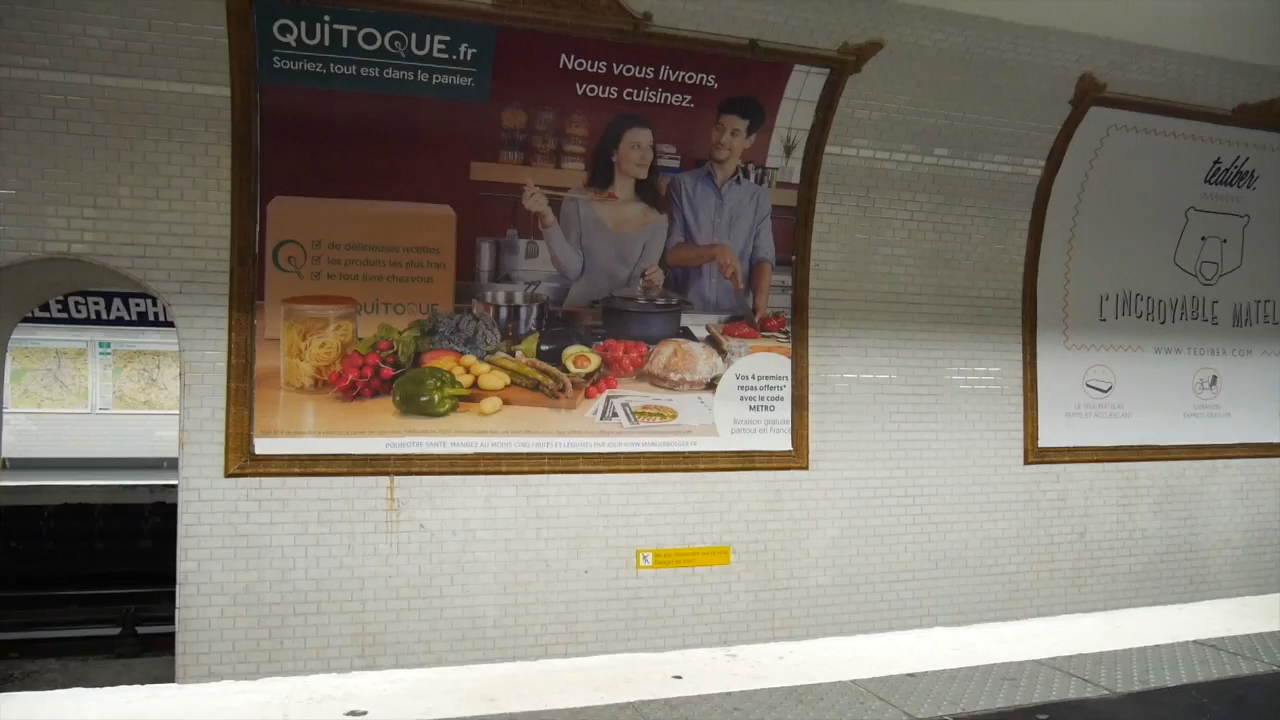 QUiTOQUE.fr
Souriez, tout est dans le panier.
Nous vous livrons,
vous cuisinez.
de délicieuses recettes
les produits les plus frais
le tout livré chez vous
QUiTOQUE
Vos 4 premiers
repas offerts*
avec le code
METRO
livraison gratuite
partout en France
POUR VOTRE SANTÉ, MANGEZ AU MOINS CINQ FRUITS ET LÉGUMES PAR JOUR WWW.MANGERBOUGER.FR
LEGRAPH
tediber.
L'INCROYABLE MATEL
WWW.TEDIBER.COM
LIVRAISON